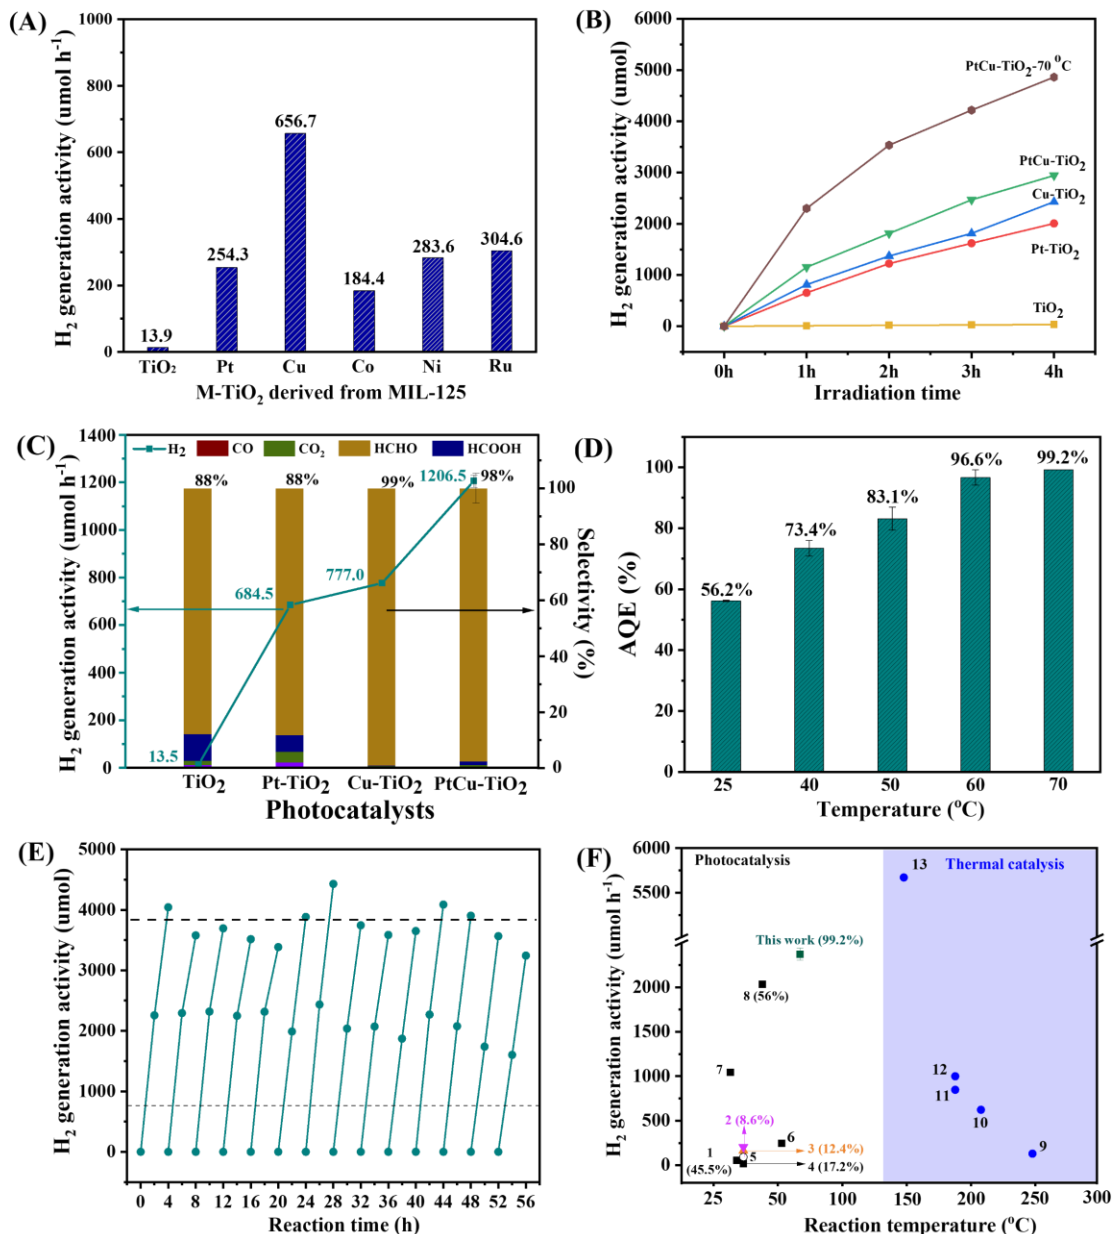 (A)
H₂ generation activity (umol h⁻¹)
1000
800
600
400
200
0
13.9
254.3
656.7
184.4
283.6
304.6
TiO₂ Pt Cu Co Ni Ru
M-TiO₂ derived from MIL-125
(B)
H₂ generation activity (umol)
6000
5000
4000
3000
2000
1000
0
PtCu-TiO₂-70 °C
PtCu-TiO₂
Cu-TiO₂
Pt-TiO₂
TiO₂
0h 1h 2h 3h 4h
Irradiation time
(C)
H₂ generation activity (umol h⁻¹)
1400
1200
1000
800
600
400
200
0
H₂ CO CO₂ HCHO HCOOH
88% 88% 99% 98%
13.5
684.5
777.0
1206.5
100
80
60
40
20
0
Selectivity (%)
TiO₂ Pt-TiO₂ Cu-TiO₂ PtCu-TiO₂
Photocatalysts
(D)
AQE (%)
100
80
60
40
20
0
56.2%
73.4%
83.1%
96.6%
99.2%
25 40 50 60 70
Temperature (°C)
(E)
H₂ generation activity (umol)
5000
4000
3000
2000
1000
0
0 4 8 12 16 20 24 28 32 36 40 44 48 52 56
Reaction time (h)
(F)
H₂ generation activity (umol h⁻¹)
6000
5500
2000
1500
1000
500
0
Photocatalysis
Thermal catalysis
13
This work (99.2%)
8 (56%)
7
12
11
10
2 (8.6%)
6
3 (12.4%)
9
1
(45.5%)
5
4 (17.2%)
25 50 100 150 200 250 300
Reaction temperature (°C)